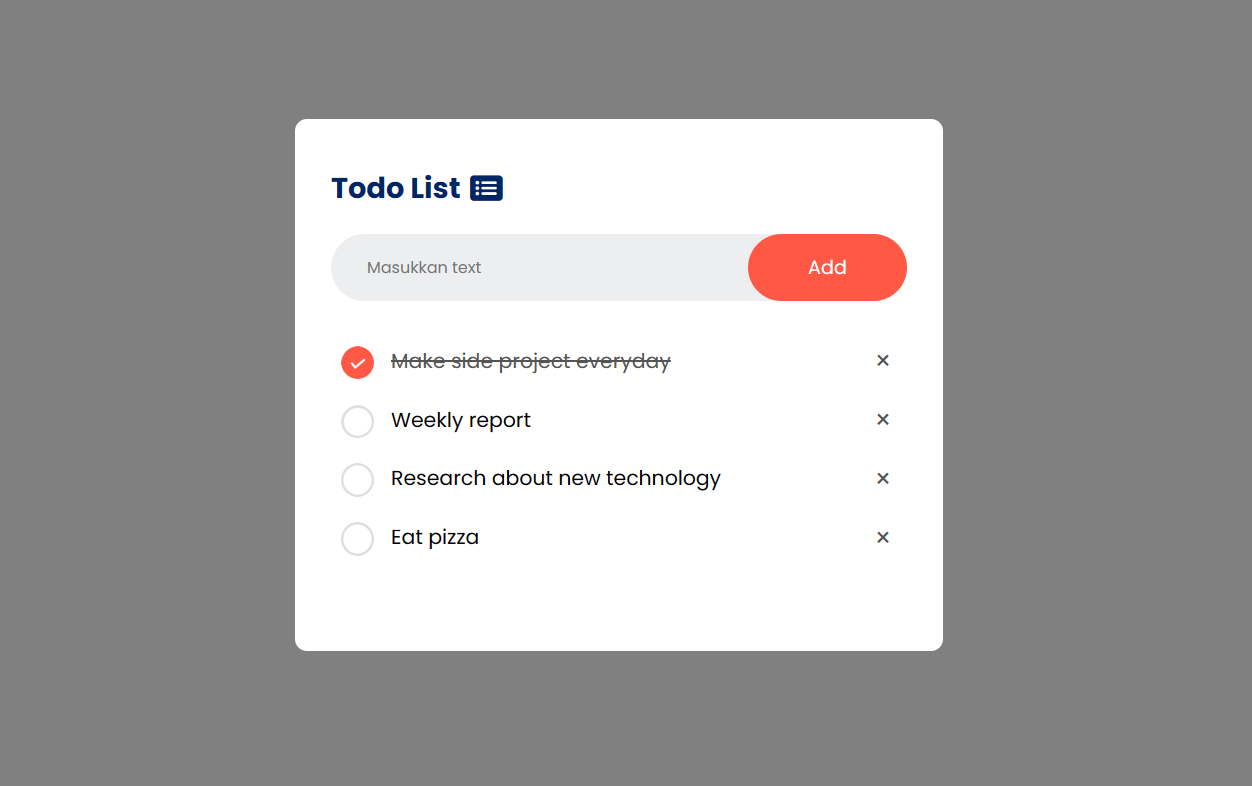 Todo List
Masukkan text
Add
Make side project everyday
Weekly report
Research about new technology
Eat pizza